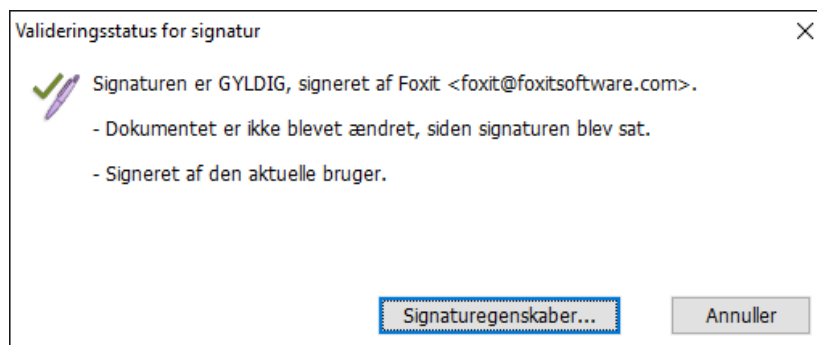 Valideringsstatus for signatur
Signaturen er GYLDIG, signeret af Foxit <foxit@foxitsoftware.com>.
- Dokumentet er ikke blevet ændret, siden signaturen blev sat.
- Signeret af den aktuelle bruger.
Signaturegenskaber...
Annuller